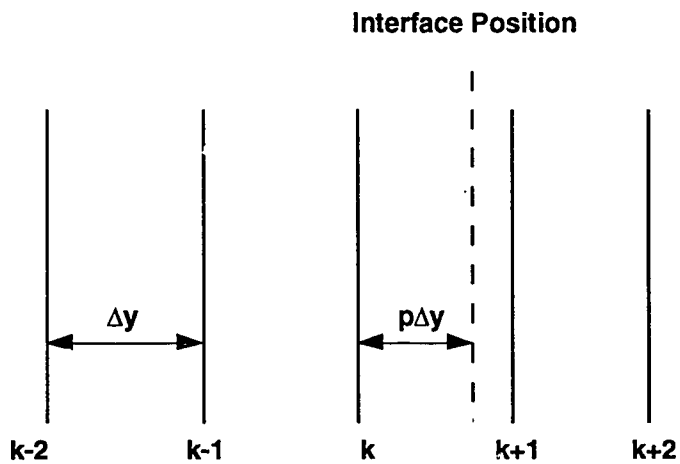 Interface Position
Δy
pΔy
k-2
k-1
k
k+1
k+2